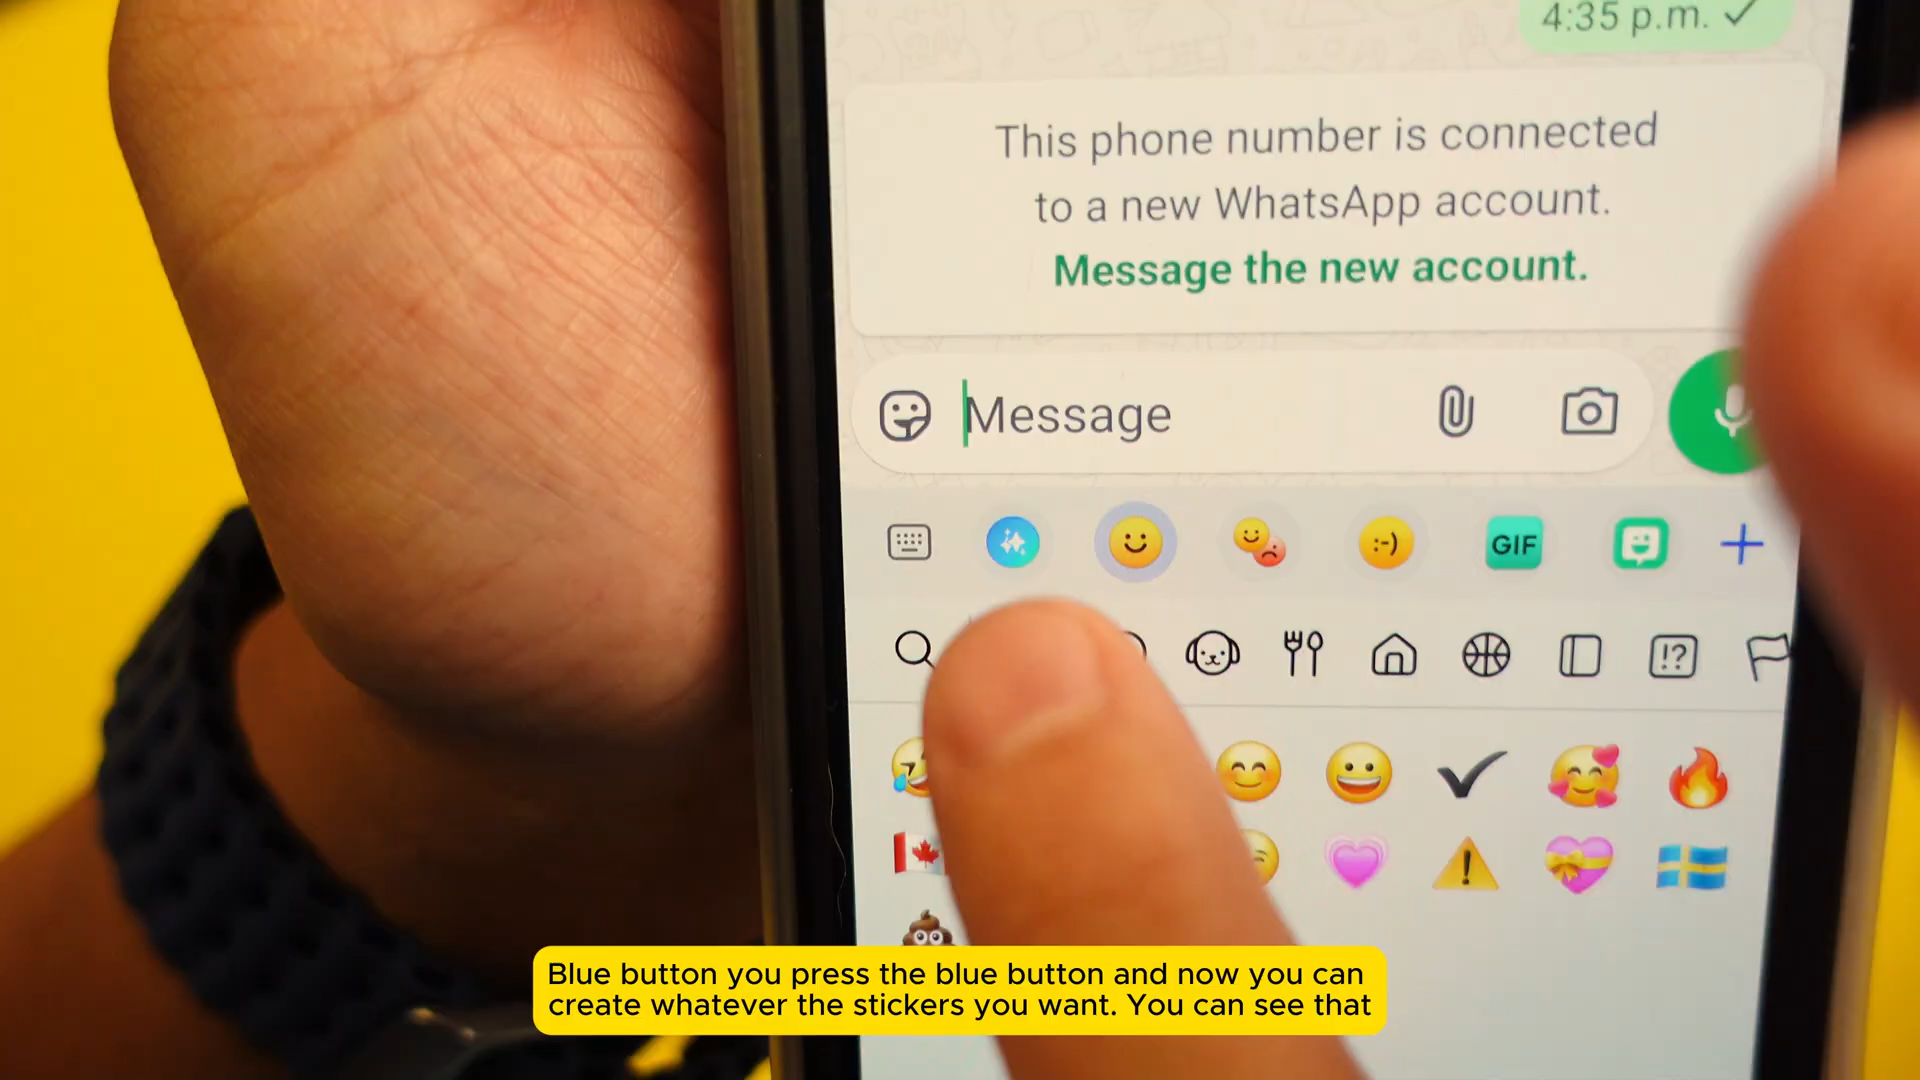 4:35 p.m.
This phone number is connected
to a new WhatsApp account.
Message the new account.
Message
:-)
GIF
!?
Blue button you press the blue button and now you can
create whatever the stickers you want. You can see that